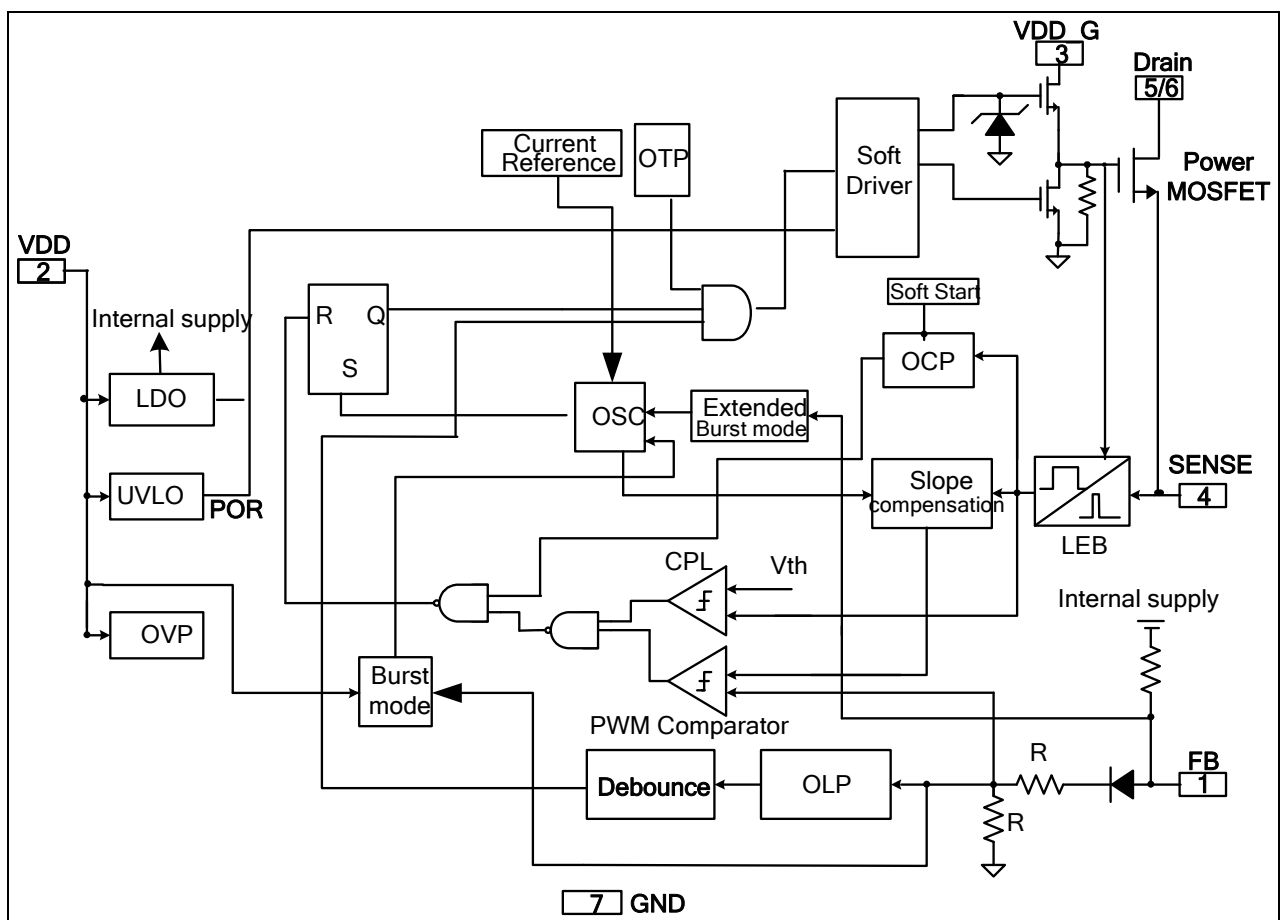 VDD_G
3
Drain
5/6
Current
Reference
OTP
Soft
Driver
Power
MOSFET
VDD
2
Soft Start
Internal supply
R
Q
S
OCP
LDO
OSC
Extended
Burst mode
SENSE
4
UVLO
POR
Slope
compensation
LEB
CPL
Vth
Internal supply
OVP
Burst
mode
PWM Comparator
R
FB
1
Debounce
OLP
R
7
GND